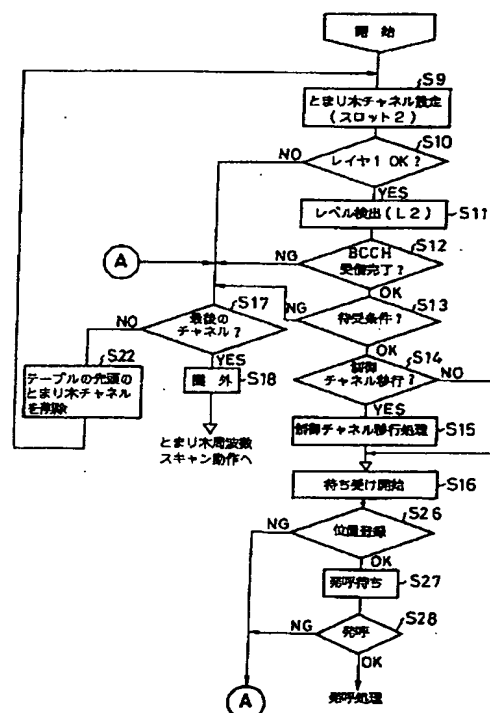 開始
S9
とまり木チャネル設定
(スロット2)
S10
NO
レイヤ1 OK?
YES
レベル検出(L2)
S11
A
NG
BCCH
受信完了?
S12
OK
NG
待受条件?
S13
OK
最後の
チャネル?
S17
NO
YES
制御
チャネル移行?
S14
NO
YES
S22
テーブルの先頭の
とまり木チャネル
を削除
圏外
S18
とまり木周波数
スキャン動作へ
制御チャネル移行処理
S15
待ち受け開始
S16
NG
位置登録
S26
OK
発呼待ち
S27
NG
発呼
S28
OK
A
発呼処理